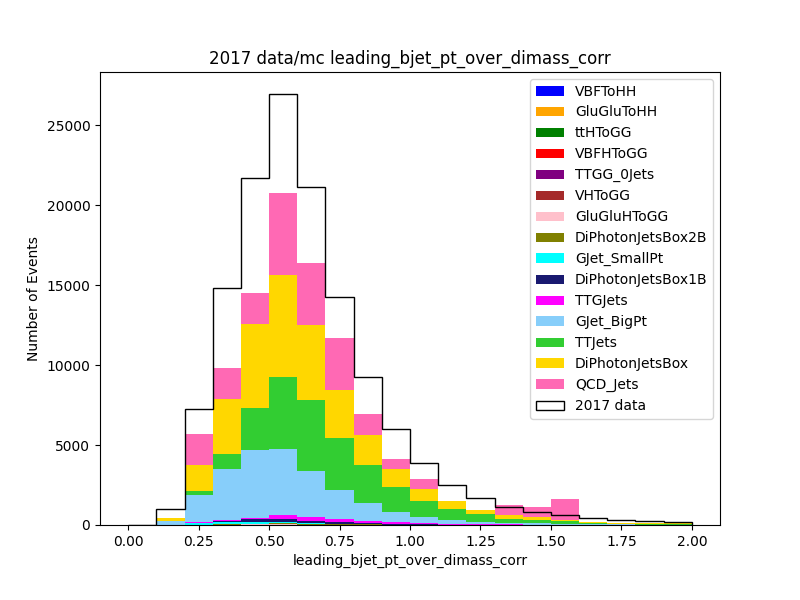 2017 data/mc leading_bjet_pt_over_dimass_corr
Number of Events
25000
20000
15000
10000
5000
0
0.00 0.25 0.50 0.75 1.00 1.25 1.50 1.75 2.00
leading_bjet_pt_over_dimass_corr
VBFToHH
GluGluToHH
ttHToGG
VBFHToGG
TTGG_0Jets
VHToGG
GluGluHToGG
DiPhotonJetsBox2B
GJet_SmallPt
DiPhotonJetsBox1B
TTGJets
GJet_BigPt
TTJets
DiPhotonJetsBox
QCD_Jets
2017 data